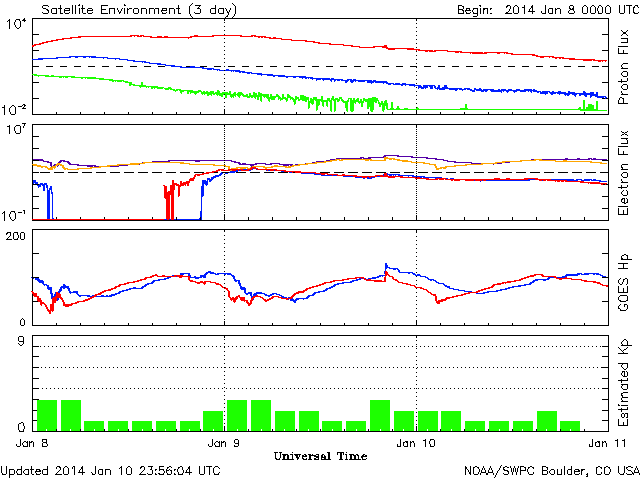 Satellite Environment (3 day) Begin: 2014 Jan 8 0000 UTC
10^4
10^-2
Proton Flux
10^7
10^-1
Electron Flux
200
0
GOES Hp
9
0
Estimated Kp
Jan 8 Jan 9 Jan 10 Jan 11
Universal Time
Updated 2014 Jan 10 23:56:04 UTC NOAA/SWPC Boulder, CO USA